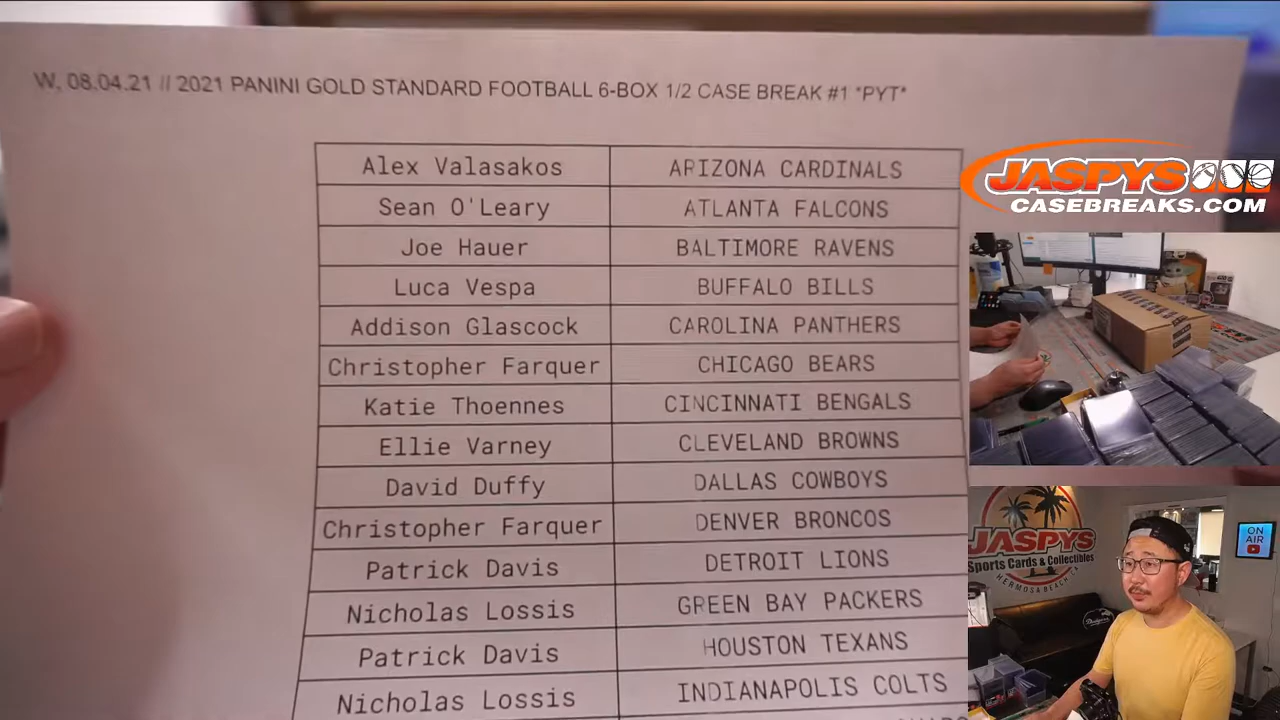 W, 08.04.21 // 2021 PANINI GOLD STANDARD FOOTBALL 6-BOX 1/2 CASE BREAK #1 *PYT*
Alex Valasakos ARIZONA CARDINALS
Sean O'Leary ATLANTA FALCONS
Joe Hauer BALTIMORE RAVENS
Luca Vespa BUFFALO BILLS
Addison Glascock CAROLINA PANTHERS
Christopher Farquer CHICAGO BEARS
Katie Thoennes CINCINNATI BENGALS
Ellie Varney CLEVELAND BROWNS
David Duffy DALLAS COWBOYS
Christopher Farquer DENVER BRONCOS
Patrick Davis DETROIT LIONS
Nicholas Lossis GREEN BAY PACKERS
Patrick Davis HOUSTON TEXANS
Nicholas Lossis INDIANAPOLIS COLTS
JASPYS
CASEBREAKS.COM
JASPYS
Sports Cards & Collectibles
HERMOSA BEACH, CA
ON
AIR